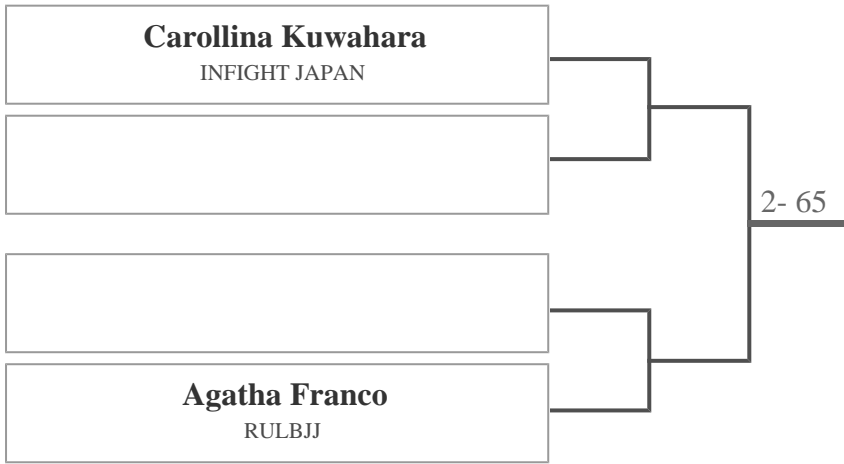 Carollina Kuwahara
INFIGHT JAPAN
2- 65
Agatha Franco
RULBJJ